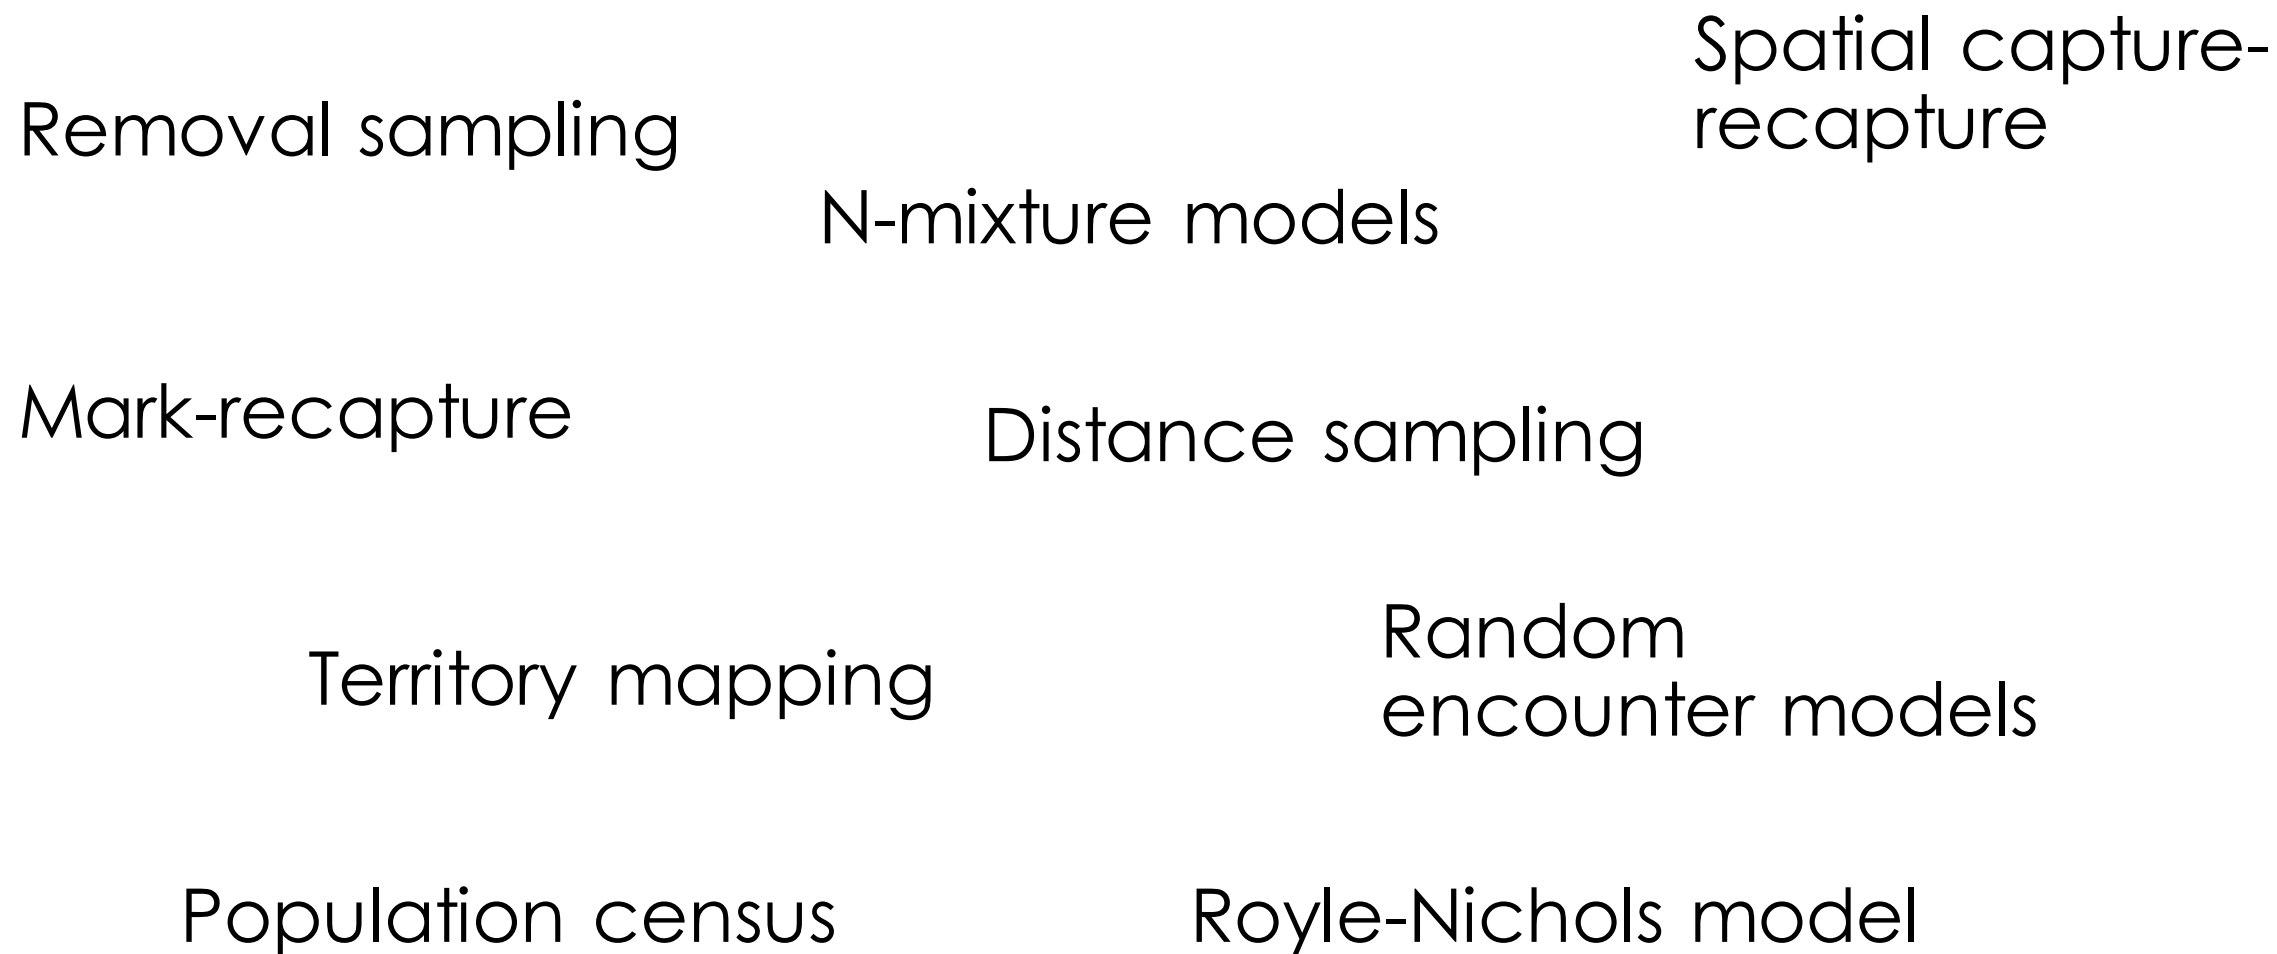 Spatial capture-
recapture
Removal sampling
N-mixture models
Mark-recapture
Distance sampling
Random
encounter models
Territory mapping
Population census
Royle-Nichols model